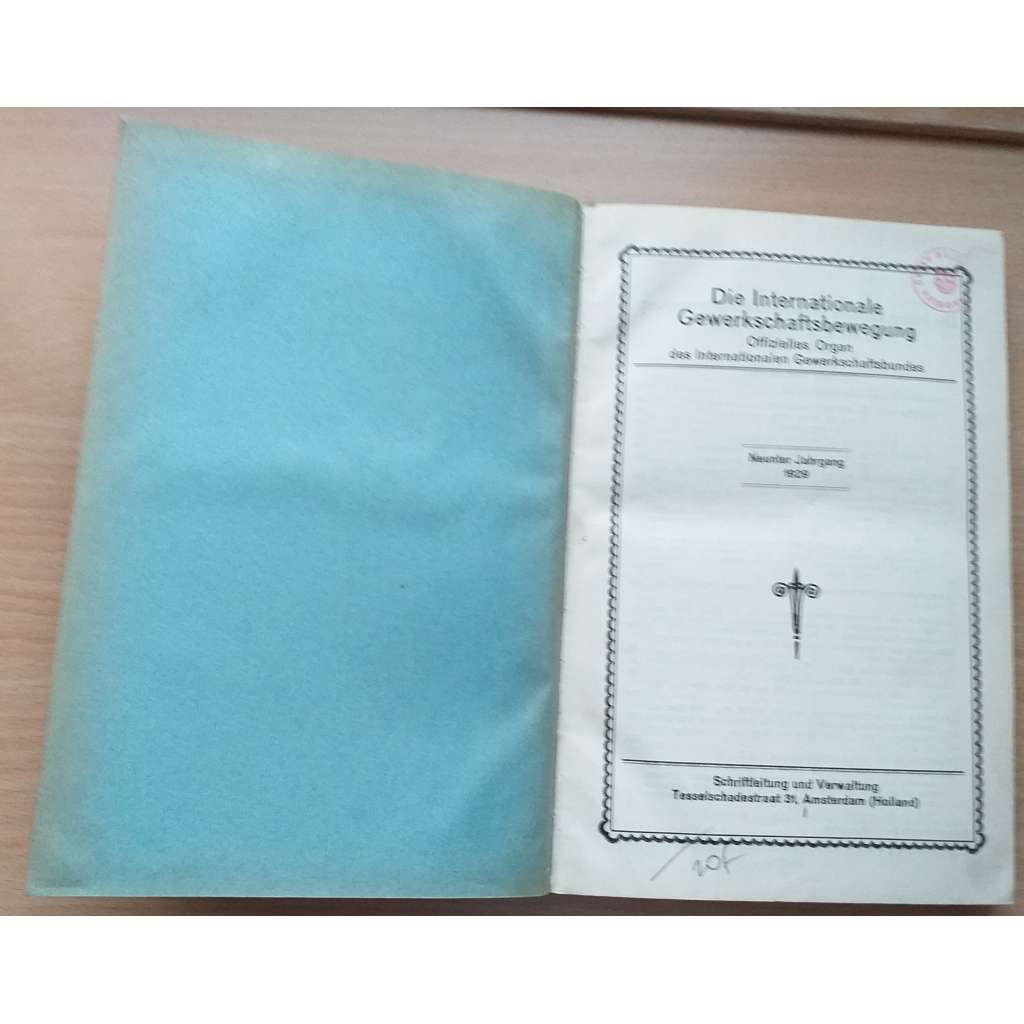 Die Internationale
Gewerkschaftsbewegung
Offizielles Organ
des Internationalen Gewerkschaftsbundes
Neunter Jahrgang
1929
Schriftleitung und Verwaltung
Tesselschadestraat 31, Amsterdam (Holland)